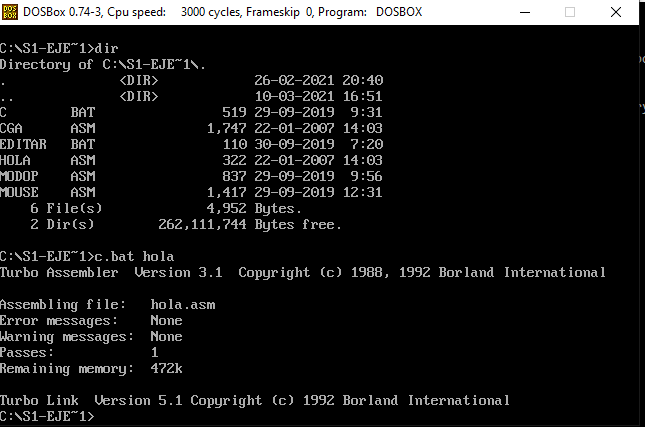 DOSBox 0.74-3, Cpu speed: 3000 cycles, Frameskip 0, Program: DOSBOX
C:\S1-EJE~1>dir
Directory of C:\S1-EJE~1\.
. <DIR> 26-02-2021 20:40
.. <DIR> 10-03-2021 16:51
C BAT 519 29-09-2019 9:31
CGA ASM 1,747 22-01-2007 14:03
EDITAR BAT 110 30-09-2019 7:20
HOLA ASM 322 22-01-2007 14:03
MODOP ASM 837 29-09-2019 9:56
MOUSE ASM 1,417 29-09-2019 12:31
6 File(s) 4,952 Bytes.
2 Dir(s) 262,111,744 Bytes free.
C:\S1-EJE~1>c.bat hola
Turbo Assembler Version 3.1 Copyright (c) 1988, 1992 Borland International
Assembling file: hola.asm
Error messages: None
Warning messages: None
Passes: 1
Remaining memory: 472k
Turbo Link Version 5.1 Copyright (c) 1992 Borland International
C:\S1-EJE~1>